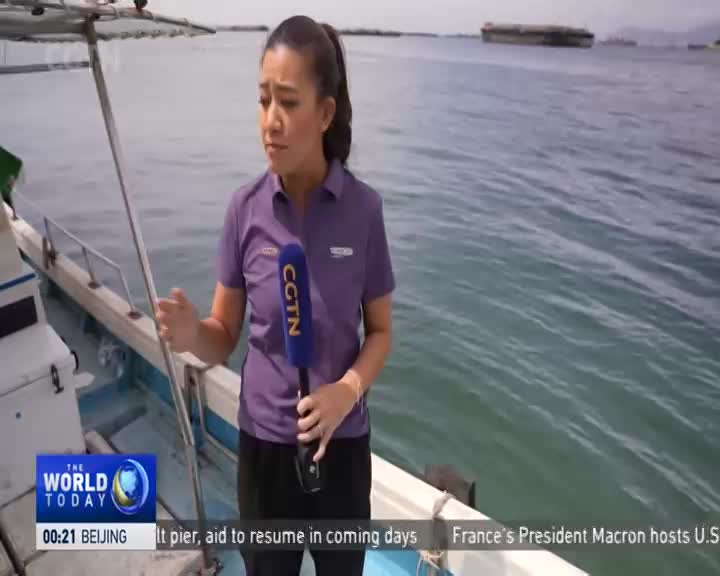 CGTN
THE
WORLD
TODAY
00:21 BEIJING
lt pier, aid to resume in coming days France's President Macron hosts U.S